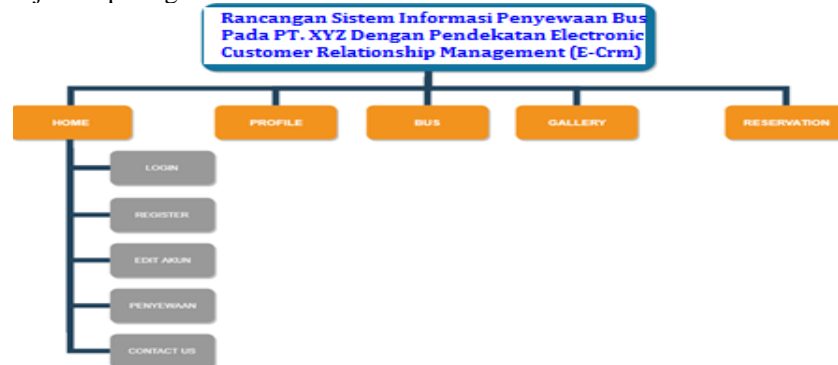 Rancangan Sistem Informasi Penyewaan Bus
Pada PT. XYZ Dengan Pendekatan Electronic
Customer Relationship Management (E-Crm)
HOME
PROFILE
BUS
GALLERY
RESERVATION
LOGIN
REGISTER
EDIT AKUN
PENYEWAAN
CONTACT US